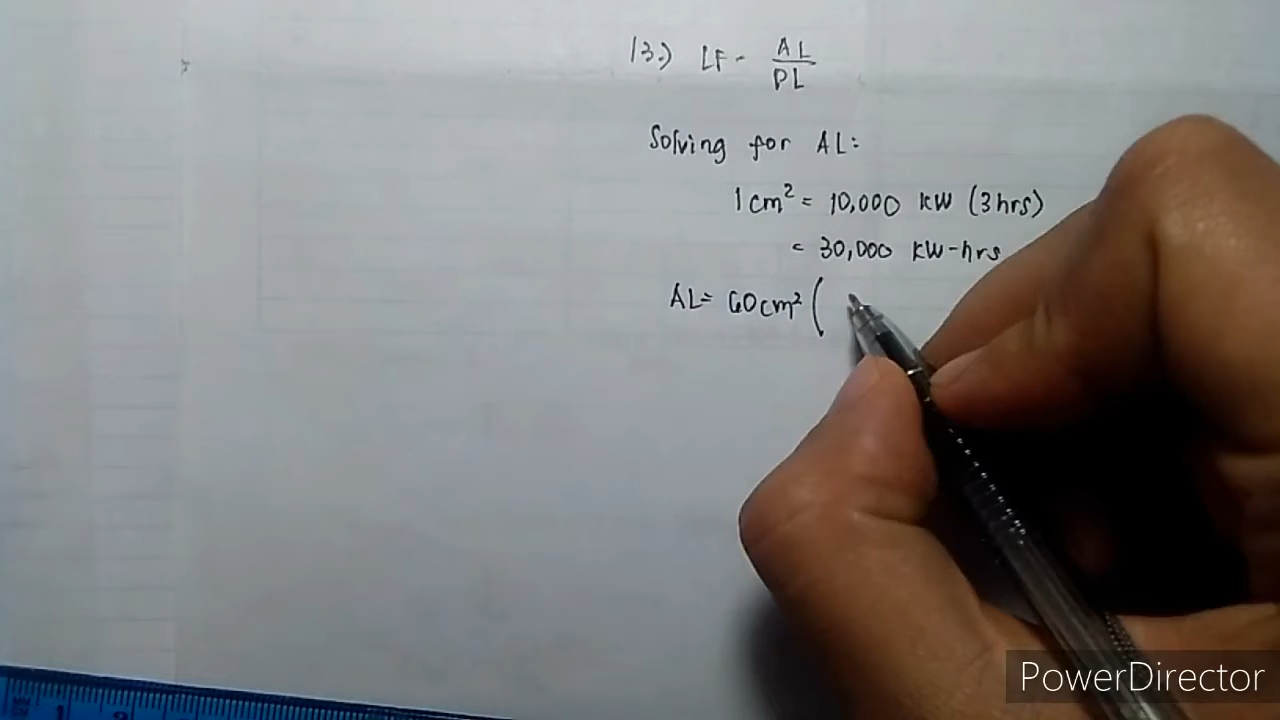 13.) LF = AL
PL
Solving for AL:
1 cm² = 10,000 kW (3 hrs)
= 30,000 kW-hrs
AL = 60 cm² (
1
PowerDirector